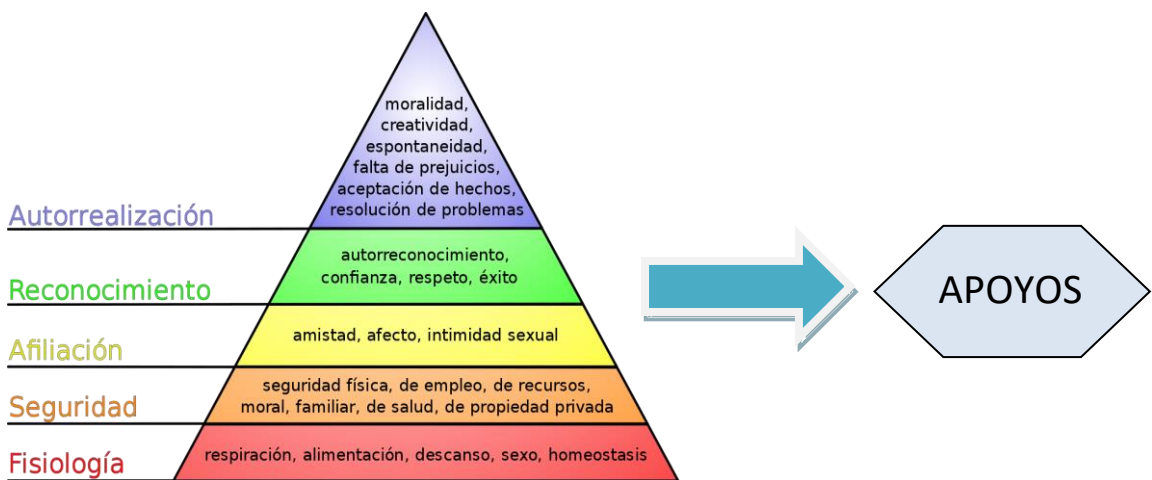 moralidad,
creatividad,
espontaneidad,
falta de prejuicios,
aceptación de hechos,
resolución de problemas
Autorrealización
autorreconocimiento,
confianza, respeto, éxito
Reconocimiento
amistad, afecto, intimidad sexual
Afiliación
seguridad física, de empleo, de recursos,
moral, familiar, de salud, de propiedad privada
Seguridad
respiración, alimentación, descanso, sexo, homeostasis
Fisiología
APOYOS